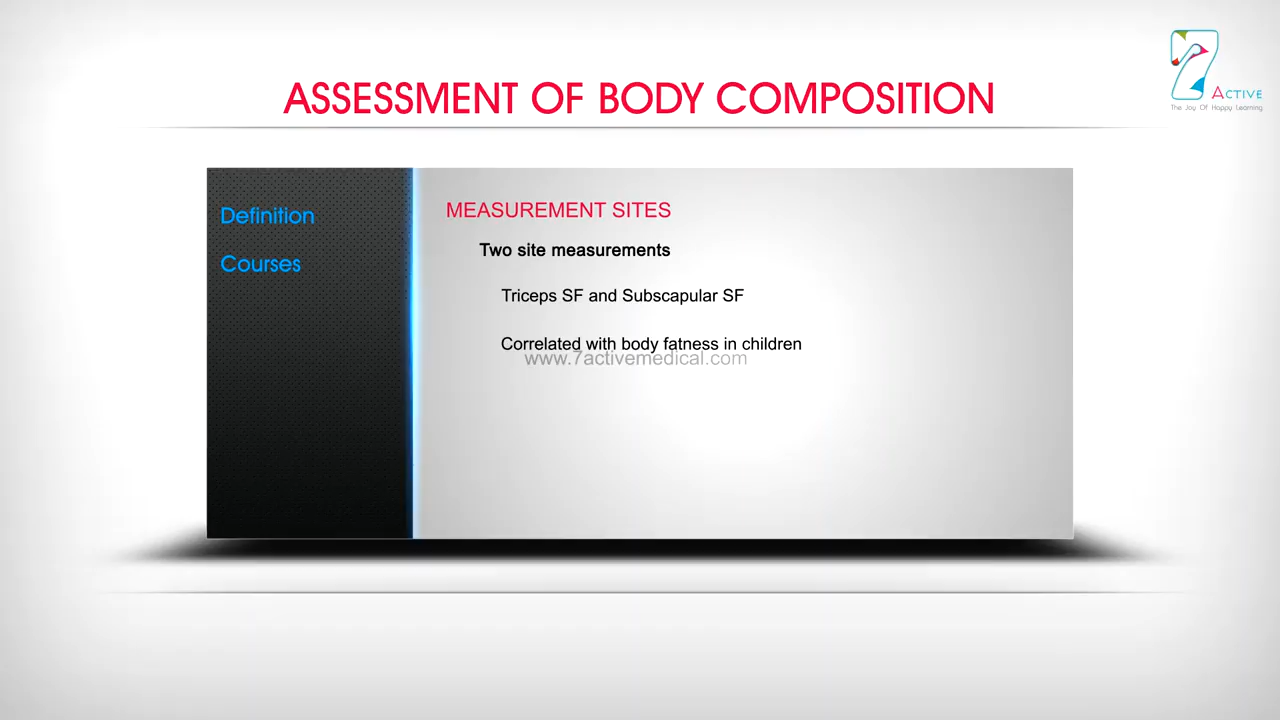 ASSESSMENT OF BODY COMPOSITION
7 ACTIVE
The Joy Of Happy Learning
Definition
Courses
MEASUREMENT SITES
Two site measurements
Triceps SF and Subscapular SF
Correlated with body fatness in children
www.7activemedical.com